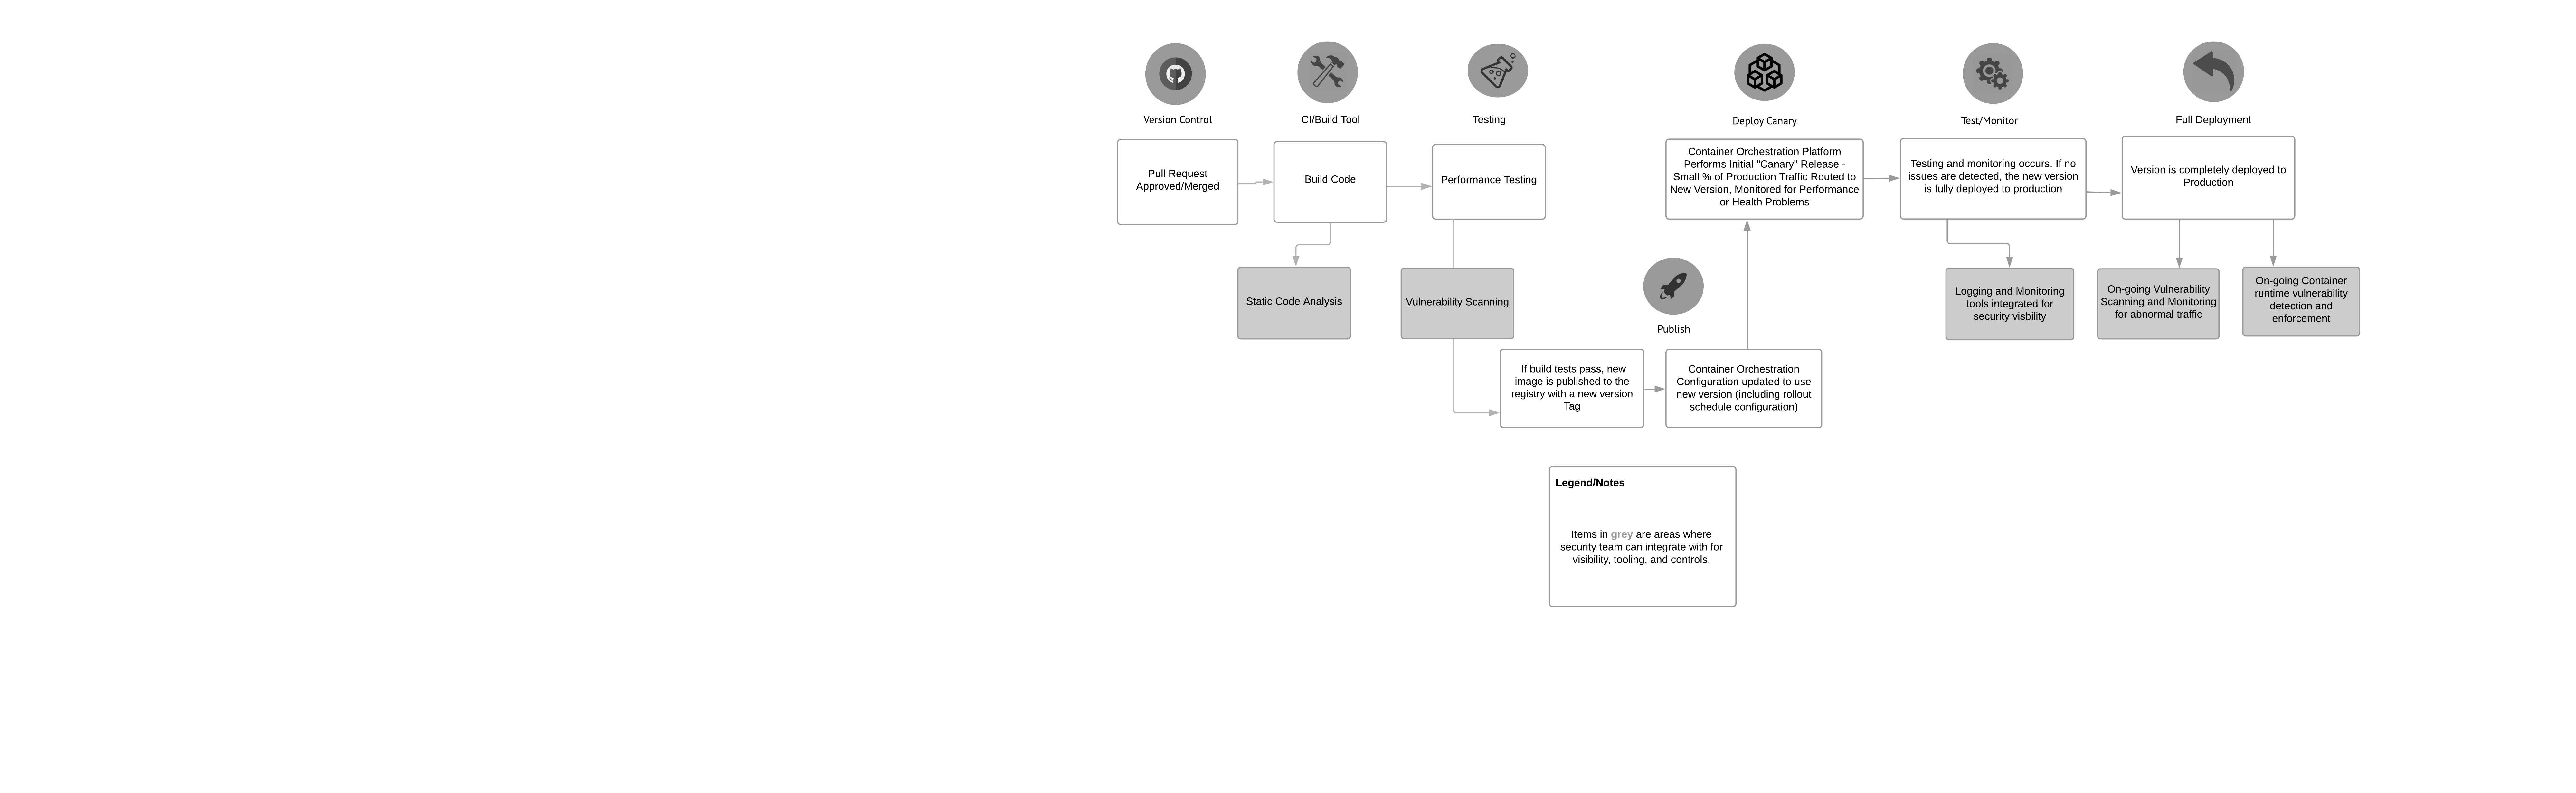 Version Control
CI/Build Tool
Testing
Deploy Canary
Test/Monitor
Full Deployment
Pull Request
Approved/Merged
Build Code
Performance Testing
Container Orchestration Platform
Performs Initial "Canary" Release -
Small % of Production Traffic Routed to
New Version, Monitored for Performance
or Health Problems
Testing and monitoring occurs. If no
issues are detected, the new version
is fully deployed to production
Version is completely deployed to
Production
Static Code Analysis
Vulnerability Scanning
Publish
Logging and Monitoring
tools integrated for
security visbility
On-going Vulnerability
Scanning and Monitoring
for abnormal traffic
On-going Container
runtime vulnerability
detection and
enforcement
If build tests pass, new
image is published to the
registry with a new version
Tag
Container Orchestration
Configuration updated to use
new version (including rollout
schedule configuration)
Legend/Notes
Items in grey are areas where
security team can integrate with for
visibility, tooling, and controls.